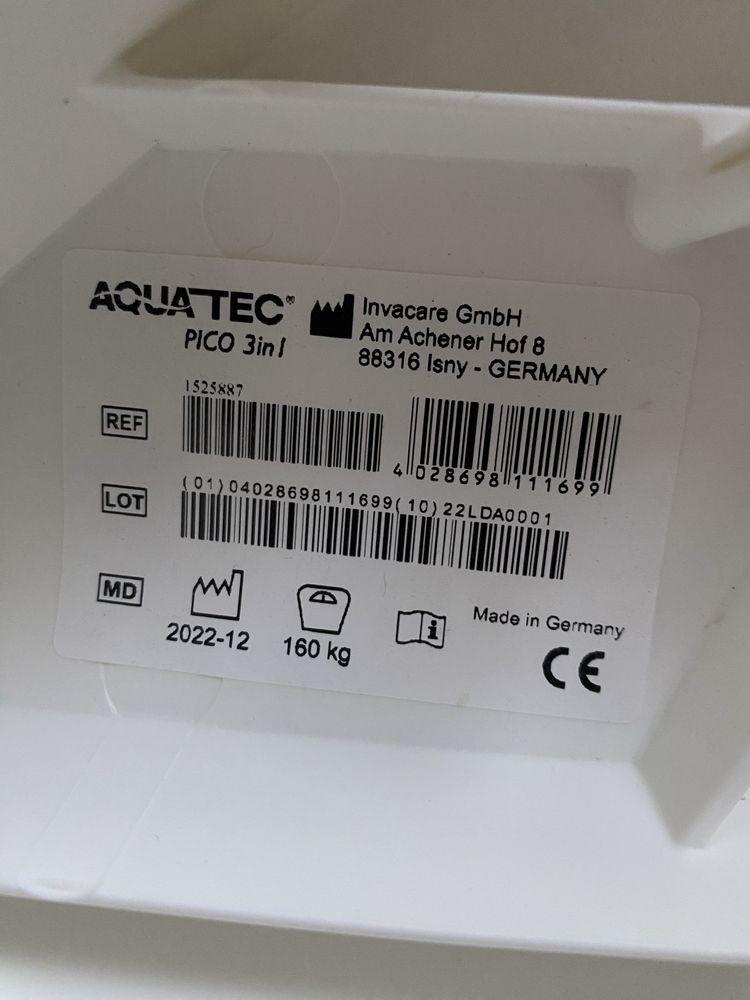 AQUATEC®
PICO 3in1
Invacare GmbH
Am Achener Hof 8
88316 Isny - GERMANY
REF
1525887
4 028698 111699
LOT
(01)04028698111699(10)22LDA0001
MD
2022-12
160 kg
i
Made in Germany
CE